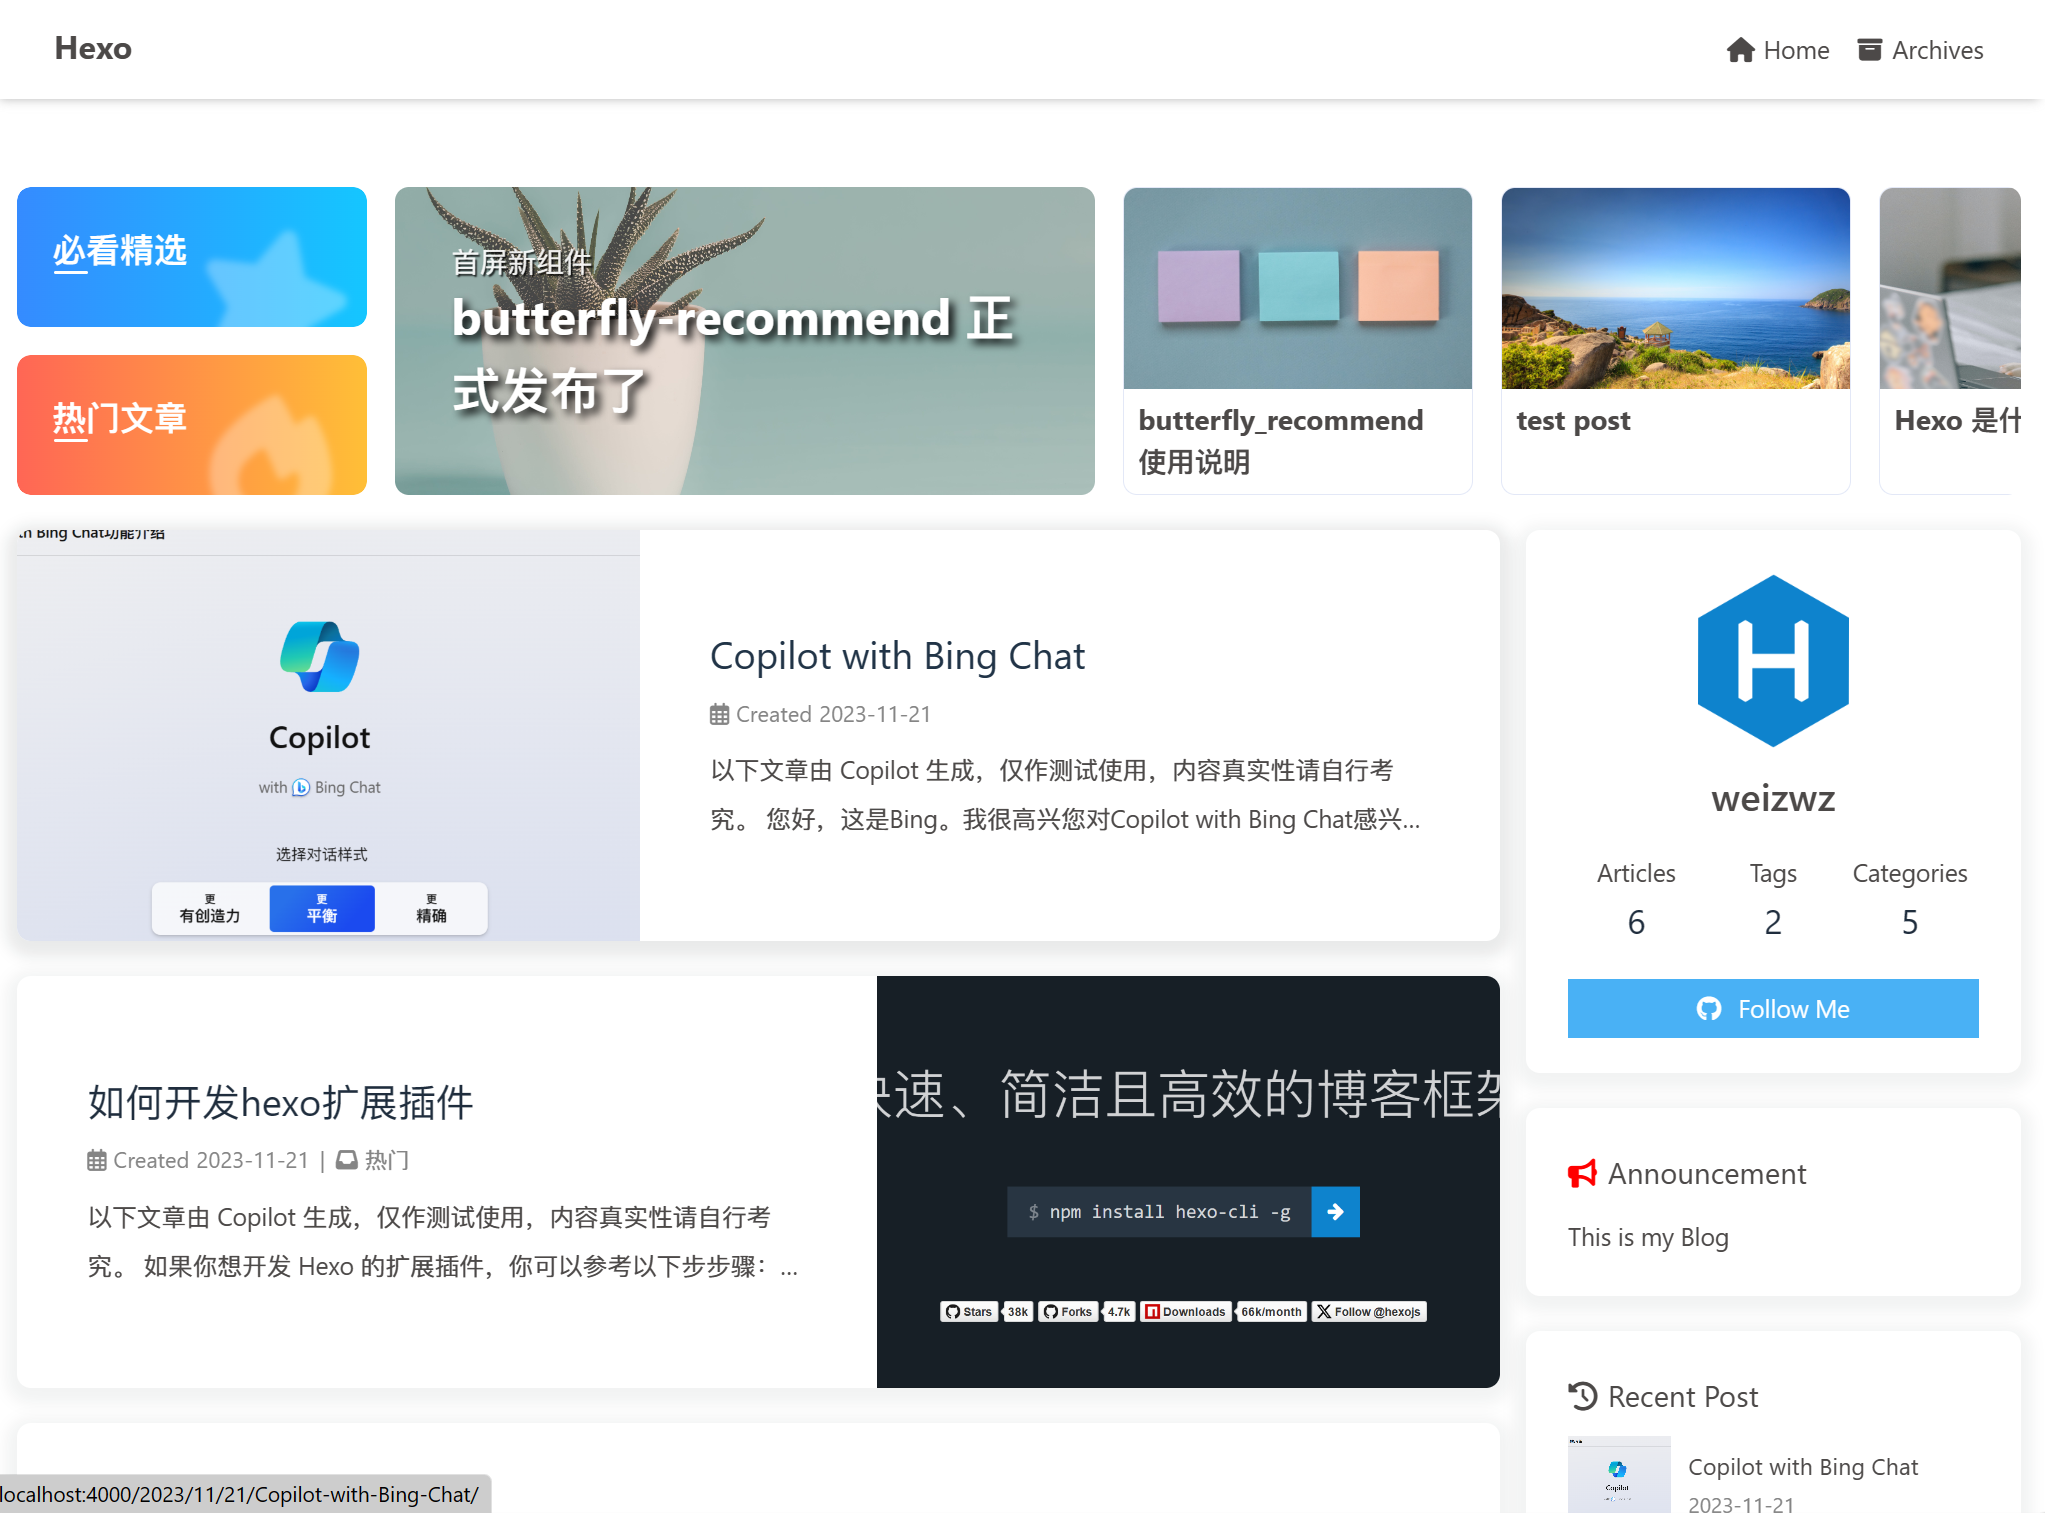 Hexo
Home
Archives
必看精选
热门文章
首屏新组件
butterfly-recommend 正
式发布了
butterfly_recommend
使用说明
test post
Hexo 是什
th Bing Chat功能介绍
Copilot
with Bing Chat
选择对话样式
更
有创造力
更
平衡
更
精确
Copilot with Bing Chat
Created 2023-11-21
以下文章由 Copilot 生成，仅作测试使用，内容真实性请自行考
究。 您好，这是Bing。我很高兴您对Copilot with Bing Chat感兴...
weizwz
Articles
Tags
Categories
6
2
5
Follow Me
如何开发hexo扩展插件
Created 2023-11-21 | 热门
以下文章由 Copilot 生成，仅作测试使用，内容真实性请自行考
究。 如果你想开发 Hexo 的扩展插件，你可以参考以下步步骤：...
快速、简洁且高效的博客框架
$ npm install hexo-cli -g
Stars 38k Forks 4.7k Downloads 66k/month Follow @hexojs
Announcement
This is my Blog
Recent Post
Copilot
Copilot with Bing Chat
2023-11-21
localhost:4000/2023/11/21/Copilot-with-Bing-Chat/